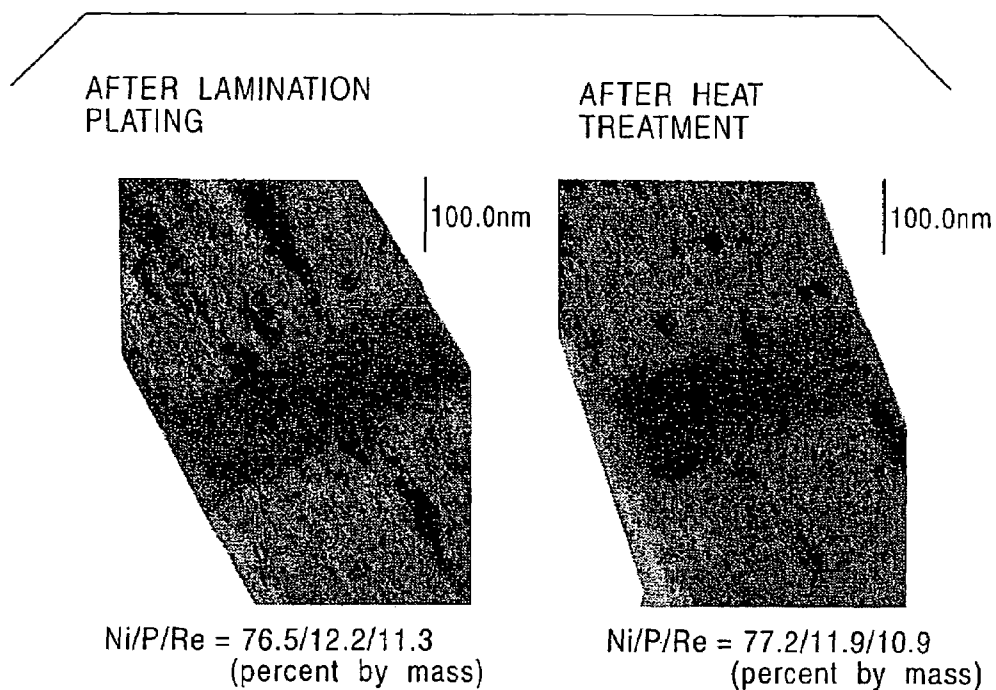 AFTER LAMINATION
PLATING
100.0nm
Ni/P/Re = 76.5/12.2/11.3
(percent by mass)
AFTER HEAT
TREATMENT
100.0nm
Ni/P/Re = 77.2/11.9/10.9
(percent by mass)